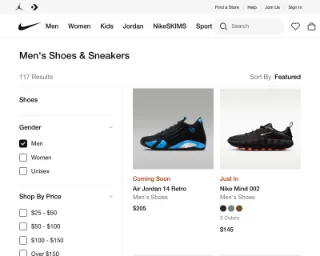 Find a Store | Help | Join Us | Sign In
Men Women Kids Jordan NikeSKIMS Sport Search
Men's Shoes & Sneakers
117 Results Sort By Featured
Shoes
Gender
Men
Women
Unisex
Shop By Price
$25 - $50
$50 - $100
$100 - $150
Over $150
Coming Soon
Air Jordan 14 Retro
Men's Shoes
$205
Just In
Nike Mind 002
Men's Shoes
3 Colors
$145